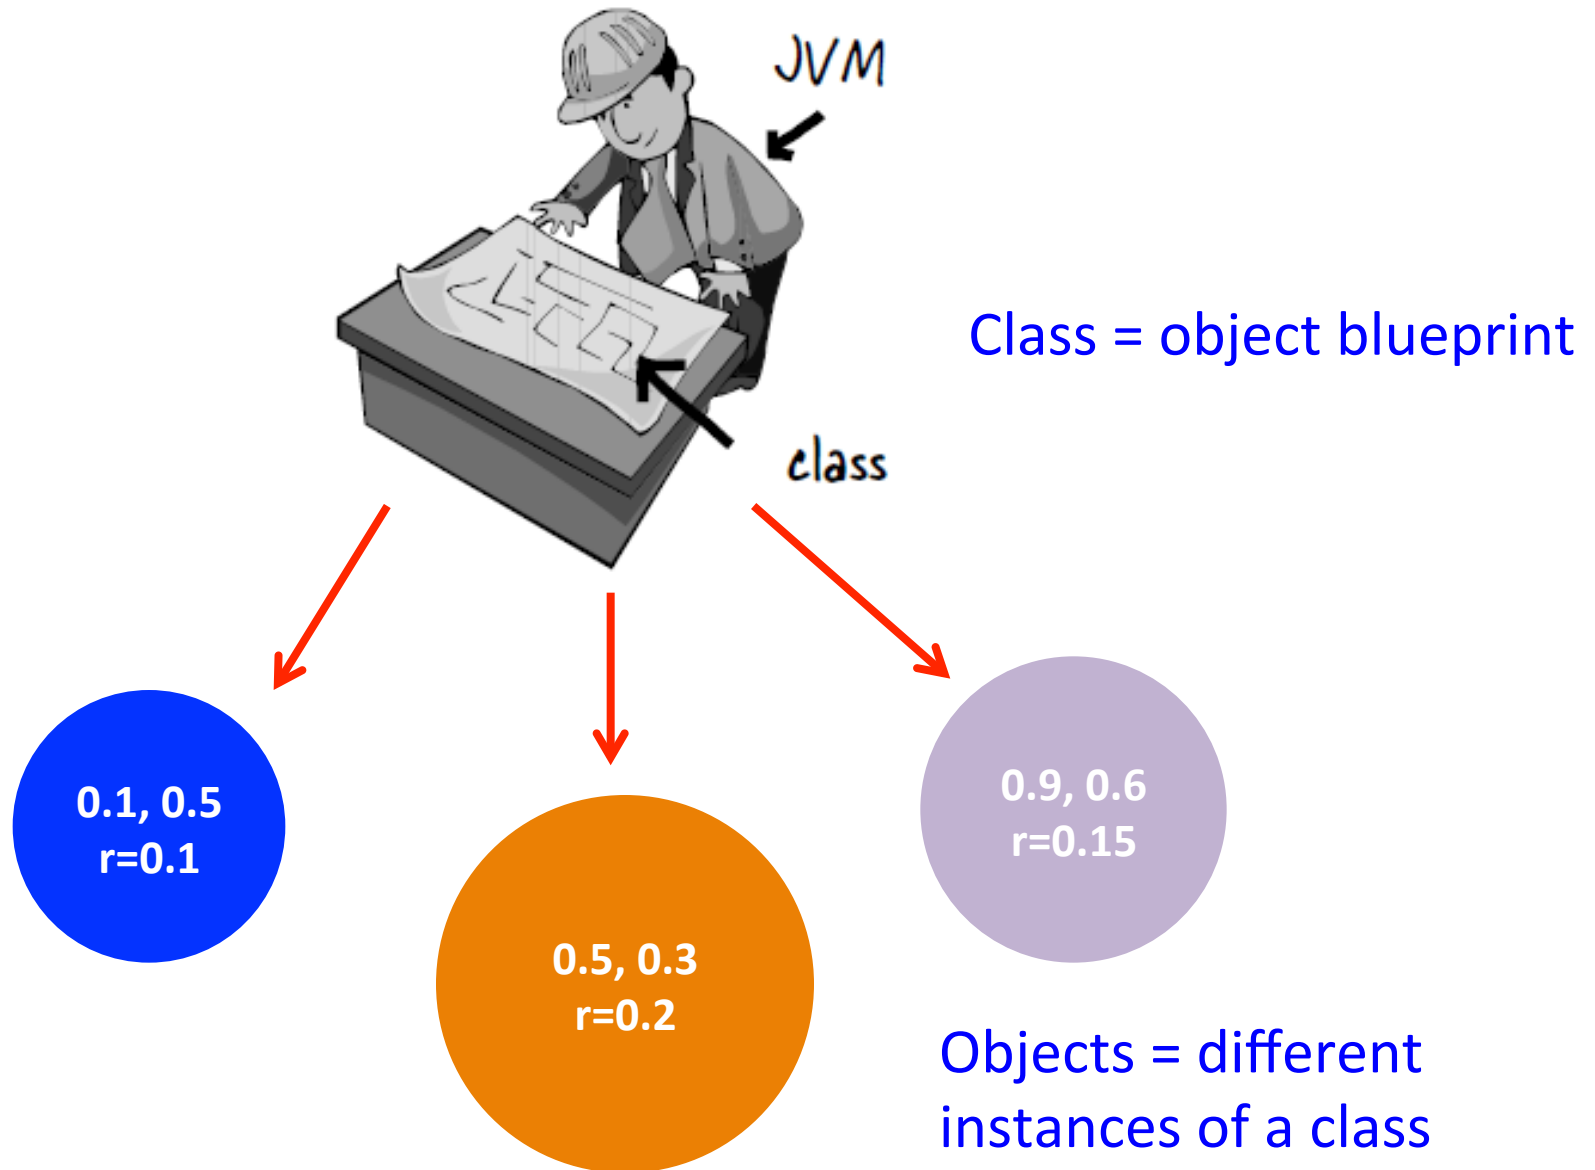 JVM
Class = object blueprint
class
0.1, 0.5
r=0.1
0.9, 0.6
r=0.15
0.5, 0.3
r=0.2
Objects = different
instances of a class